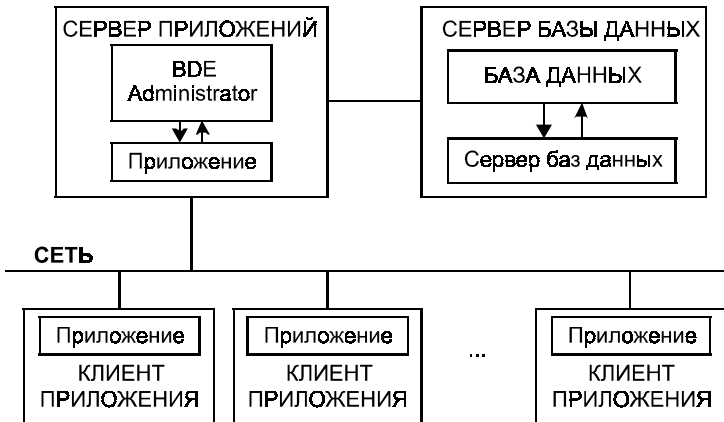 СЕРВЕР ПРИЛОЖЕНИЙ
BDE
Administrator
Приложение
СЕРВЕР БАЗЫ ДАННЫХ
БАЗА ДАННЫХ
Сервер баз данных
СЕТЬ
Приложение
КЛИЕНТ
ПРИЛОЖЕНИЯ
Приложение
КЛИЕНТ
ПРИЛОЖЕНИЯ
...
Приложение
КЛИЕНТ
ПРИЛОЖЕНИЯ